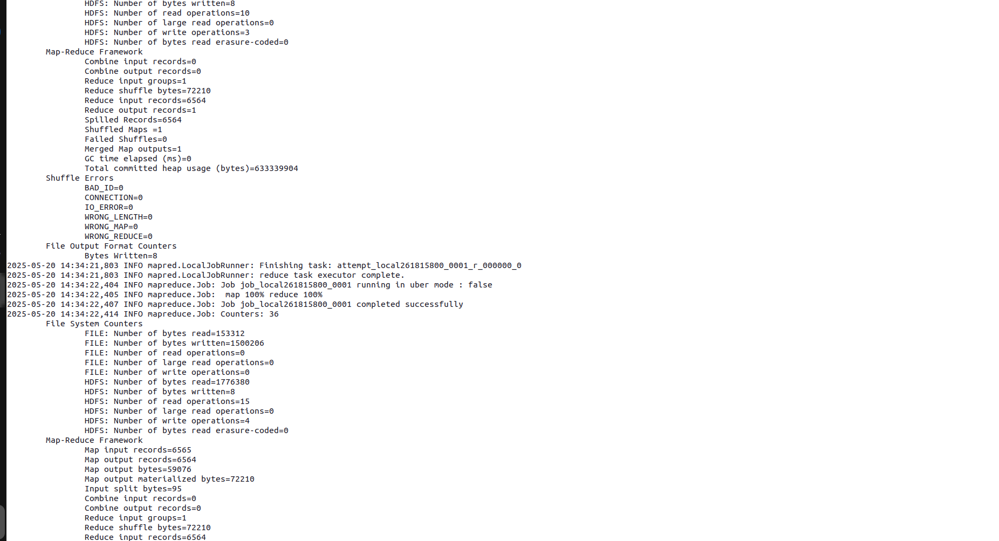 HDFS: Number of bytes written=8
HDFS: Number of read operations=10
HDFS: Number of large read operations=0
HDFS: Number of write operations=3
HDFS: Number of bytes read erasure-coded=0
Map-Reduce Framework
Combine input records=0
Combine output records=0
Reduce input groups=1
Reduce shuffle bytes=72210
Reduce input records=6564
Reduce output records=1
Spilled Records=6564
Shuffled Maps =1
Failed Shuffles=0
Merged Map outputs=1
GC time elapsed (ms)=0
Total committed heap usage (bytes)=633339904
Shuffle Errors
BAD_ID=0
CONNECTION=0
IO_ERROR=0
WRONG_LENGTH=0
WRONG_MAP=0
WRONG_REDUCE=0
File Output Format Counters
Bytes Written=8
2025-05-20 14:34:21,803 INFO mapred.LocalJobRunner: Finishing task: attempt_local261815800_0001_r_000000_0
2025-05-20 14:34:21,803 INFO mapred.LocalJobRunner: reduce task executor complete.
2025-05-20 14:34:22,404 INFO mapreduce.Job: Job job_local261815800_0001 running in uber mode : false
2025-05-20 14:34:22,405 INFO mapreduce.Job:  map 100% reduce 100%
2025-05-20 14:34:22,407 INFO mapreduce.Job: Job job_local261815800_0001 completed successfully
2025-05-20 14:34:22,414 INFO mapreduce.Job: Counters: 36
File System Counters
FILE: Number of bytes read=153312
FILE: Number of bytes written=1500206
FILE: Number of read operations=0
FILE: Number of large read operations=0
FILE: Number of write operations=0
HDFS: Number of bytes read=1776380
HDFS: Number of bytes written=8
HDFS: Number of read operations=15
HDFS: Number of large read operations=0
HDFS: Number of write operations=4
HDFS: Number of bytes read erasure-coded=0
Map-Reduce Framework
Map input records=6565
Map output records=6564
Map output bytes=59076
Map output materialized bytes=72210
Input split bytes=95
Combine input records=0
Combine output records=0
Reduce input groups=1
Reduce shuffle bytes=72210
Reduce input records=6564